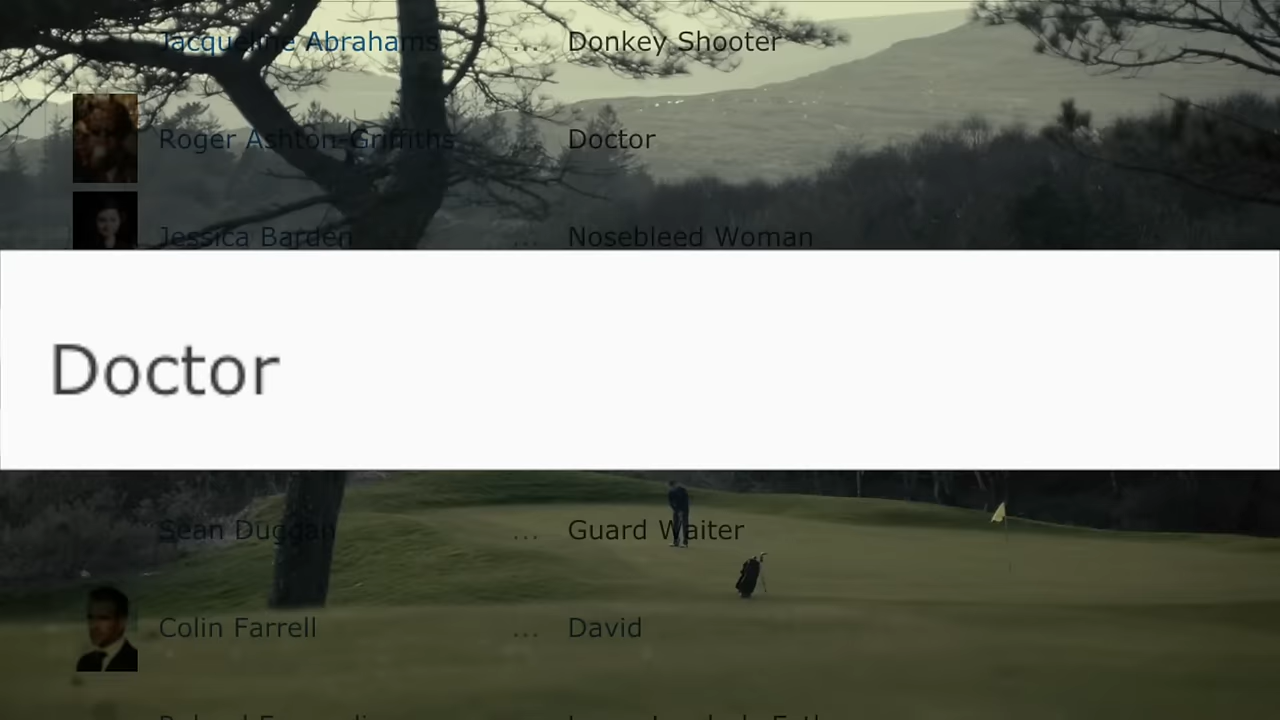 Jacqueline Abrahams ... Donkey Shooter
Roger Ashton-Griffiths ... Doctor
Jessica Barden ... Nosebleed Woman
Doctor
Sean Duggan ... Guard Waiter
Colin Farrell ... David